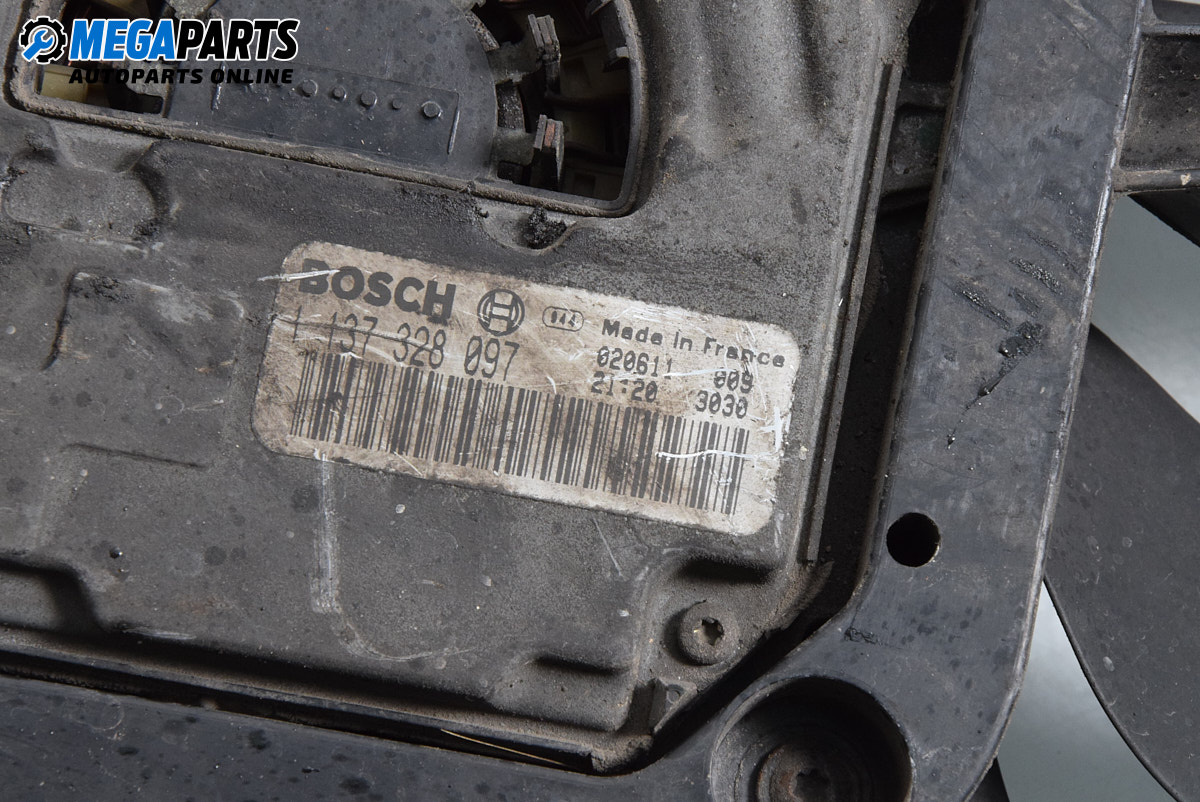 MEGAPARTS
AUTOPARTS ONLINE
BOSCH
Made in France
1 137 328 097
020611 009
21:20 3030